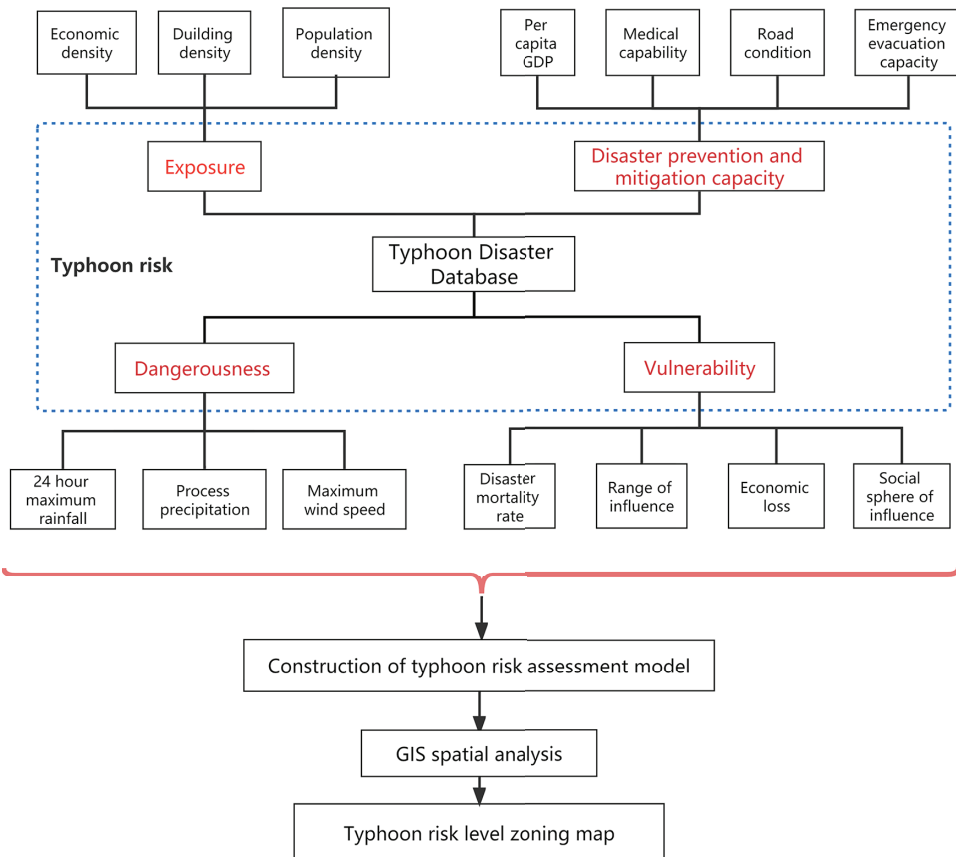 Economic
density
Duilding
density
Population
density
Per
capita
GDP
Medical
capability
Road
condition
Emergency
evacuation
capacity
Exposure
Disaster prevention and
mitigation capacity
Typhoon risk
Typhoon Disaster
Database
Dangerousness
Vulnerability
24 hour
maximum
rainfall
Process
precipitation
Maximum
wind speed
Disaster
mortality
rate
Range of
influence
Economic
loss
Social
sphere of
influence
Construction of typhoon risk assessment model
GIS spatial analysis
Typhoon risk level zoning map